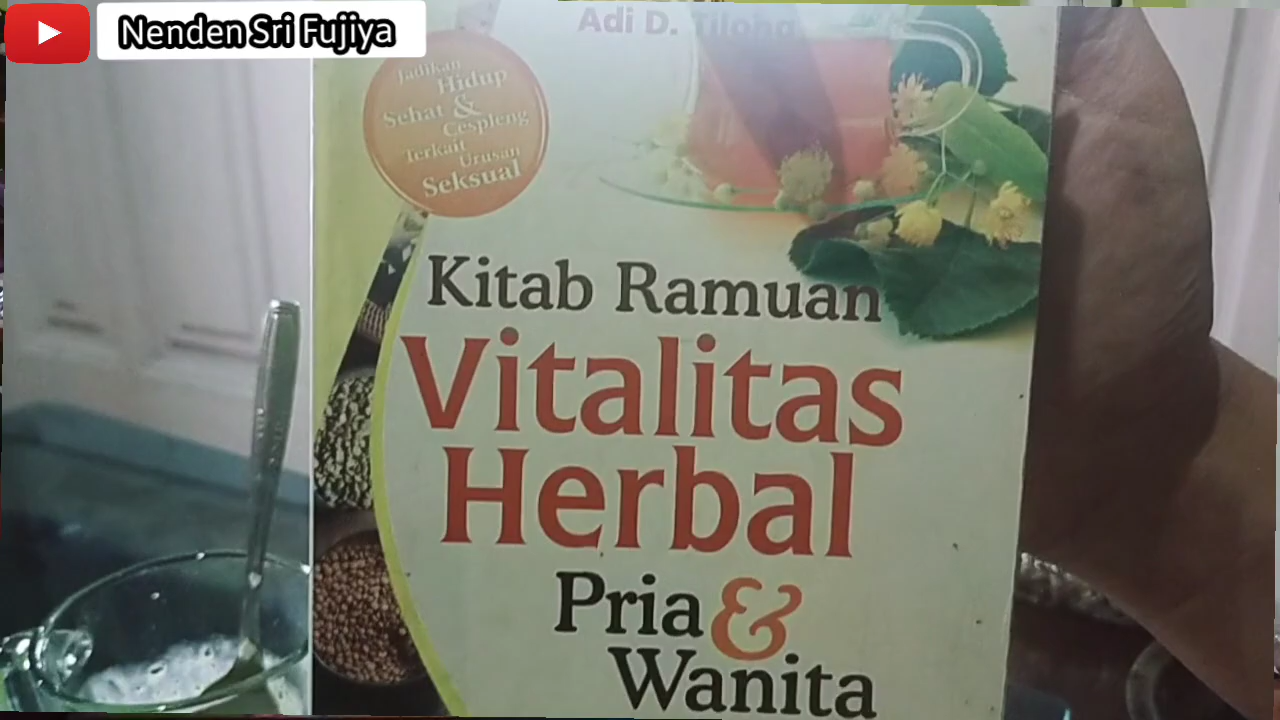 Nenden Sri Fujiya
Adi D. Tilong
Jadikan
Hidup
Sehat &
Cespleng
Terkait
Urusan
Seksual
Kitab Ramuan
Vitalitas
Herbal
Pria &
Wanita